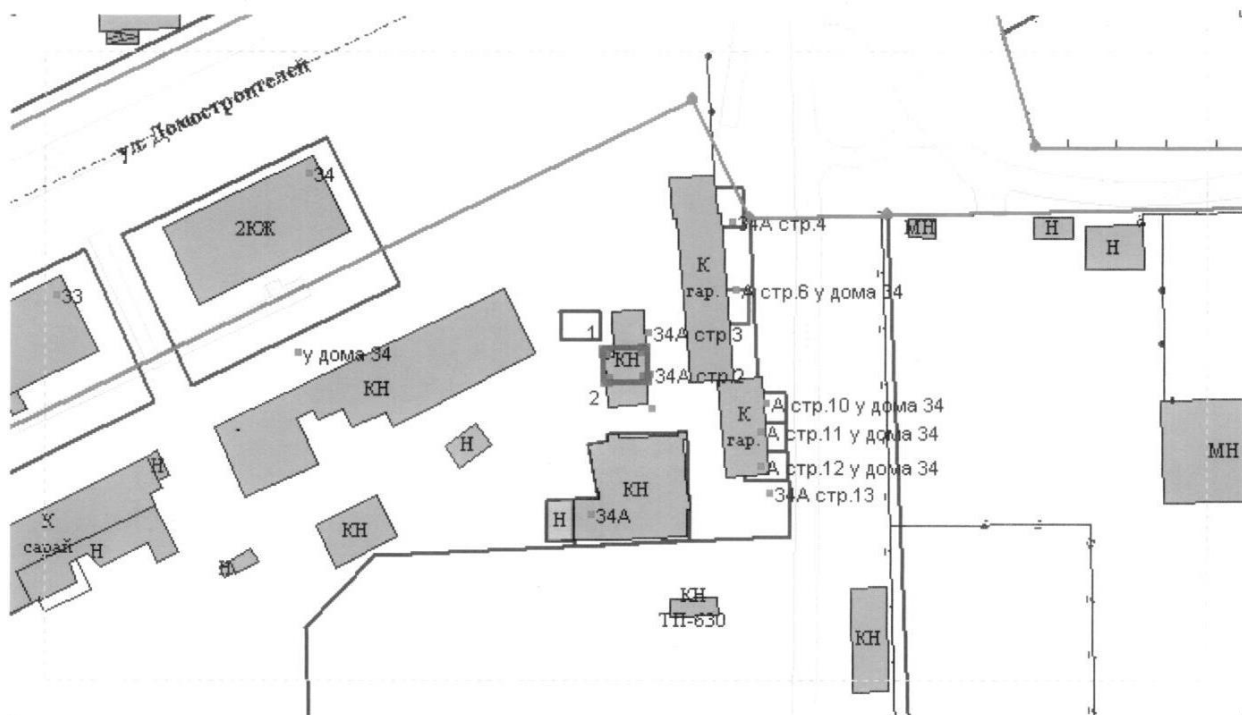 ул. Домостроителей
34
2КЖ
33
у дома 34
КН
Н
Н
К
сарай
Н
Н
КН
1
34А стр.3
КН
34А стр.2
2
КН
Н
34А
34А стр.4
К
гар.
А стр.6 у дома 34
К
гар.
А стр.10 у дома 34
А стр.11 у дома 34
А стр.12 у дома 34
34А стр.13
КН
ТП-630
МН
Н
Н
МН
КН